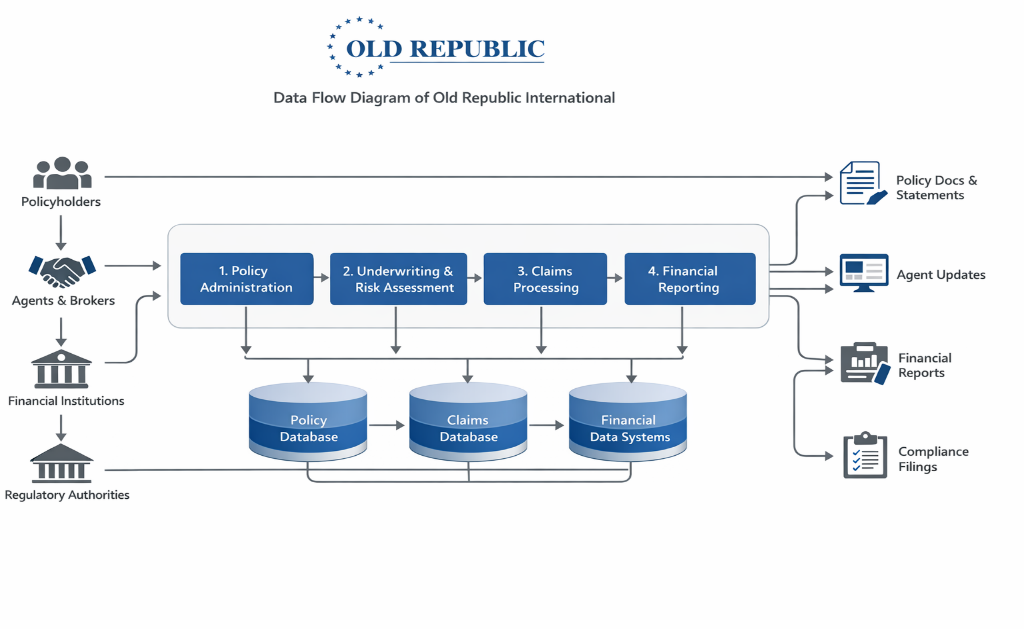 OLD REPUBLIC
Data Flow Diagram of Old Republic International
Policyholders
Agents & Brokers
Financial Institutions
Regulatory Authorities
1. Policy
Administration
2. Underwriting &
Risk Assessment
3. Claims
Processing
4. Financial
Reporting
Policy
Database
Claims
Database
Financial
Data Systems
Policy Docs &
Statements
Agent Updates
Financial
Reports
Compliance
Filings